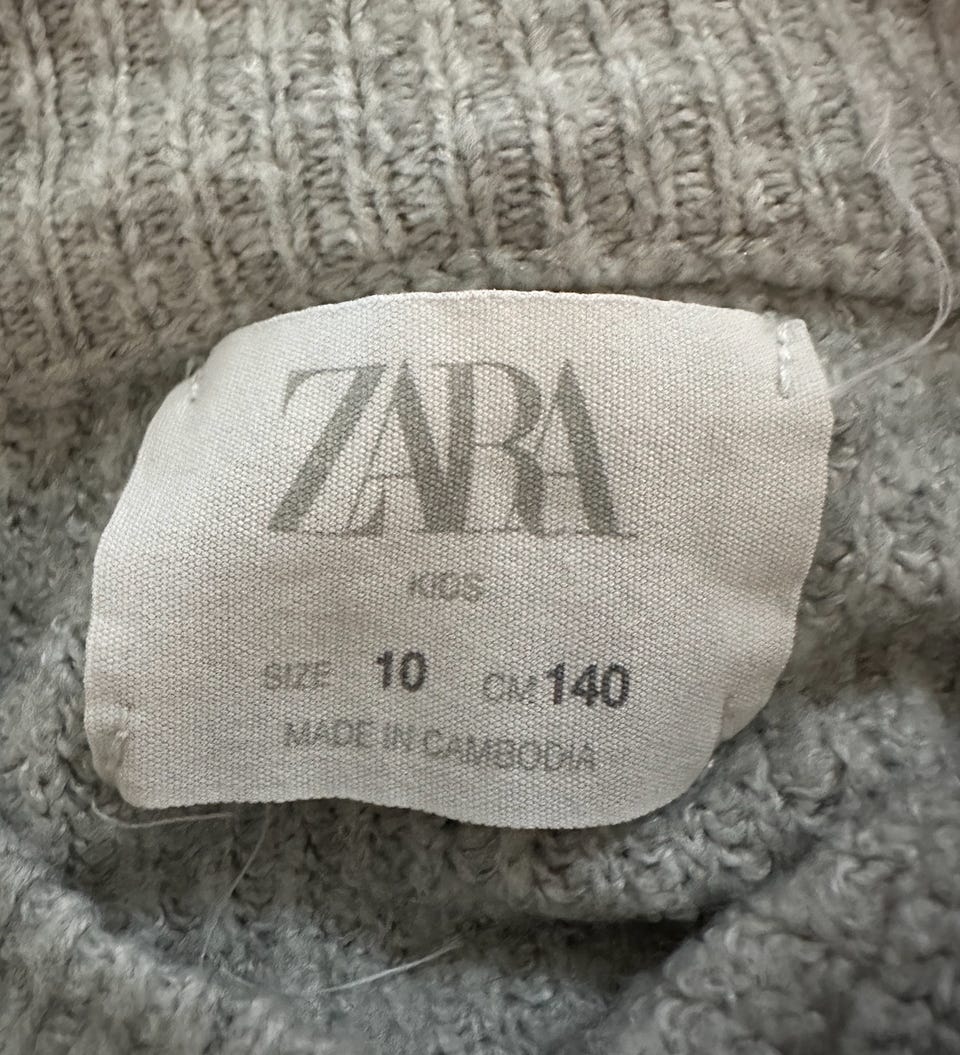 ZARA
KIDS
SIZE 10 CM 140
MADE IN CAMBODIA